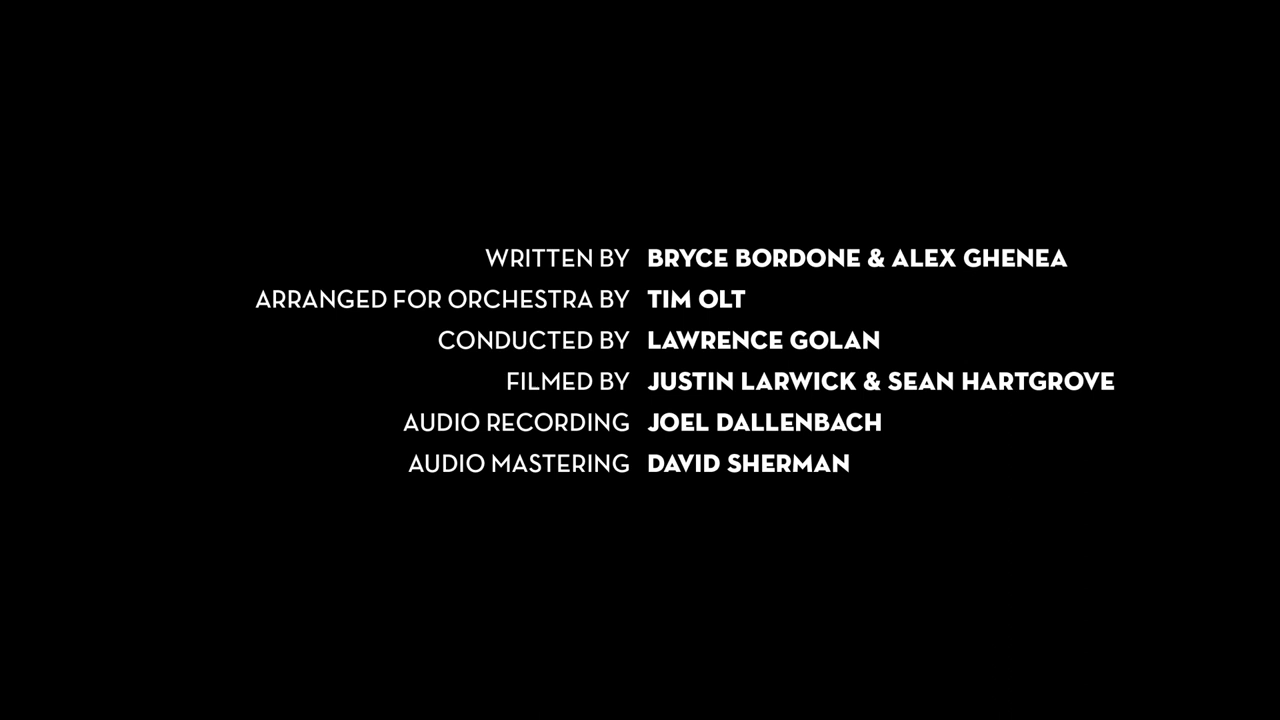 WRITTEN BY BRYCE BORDONE & ALEX GHENEA
ARRANGED FOR ORCHESTRA BY TIM OLT
CONDUCTED BY LAWRENCE GOLAN
FILMED BY JUSTIN LARWICK & SEAN HARTGROVE
AUDIO RECORDING JOEL DALLENBACH
AUDIO MASTERING DAVID SHERMAN